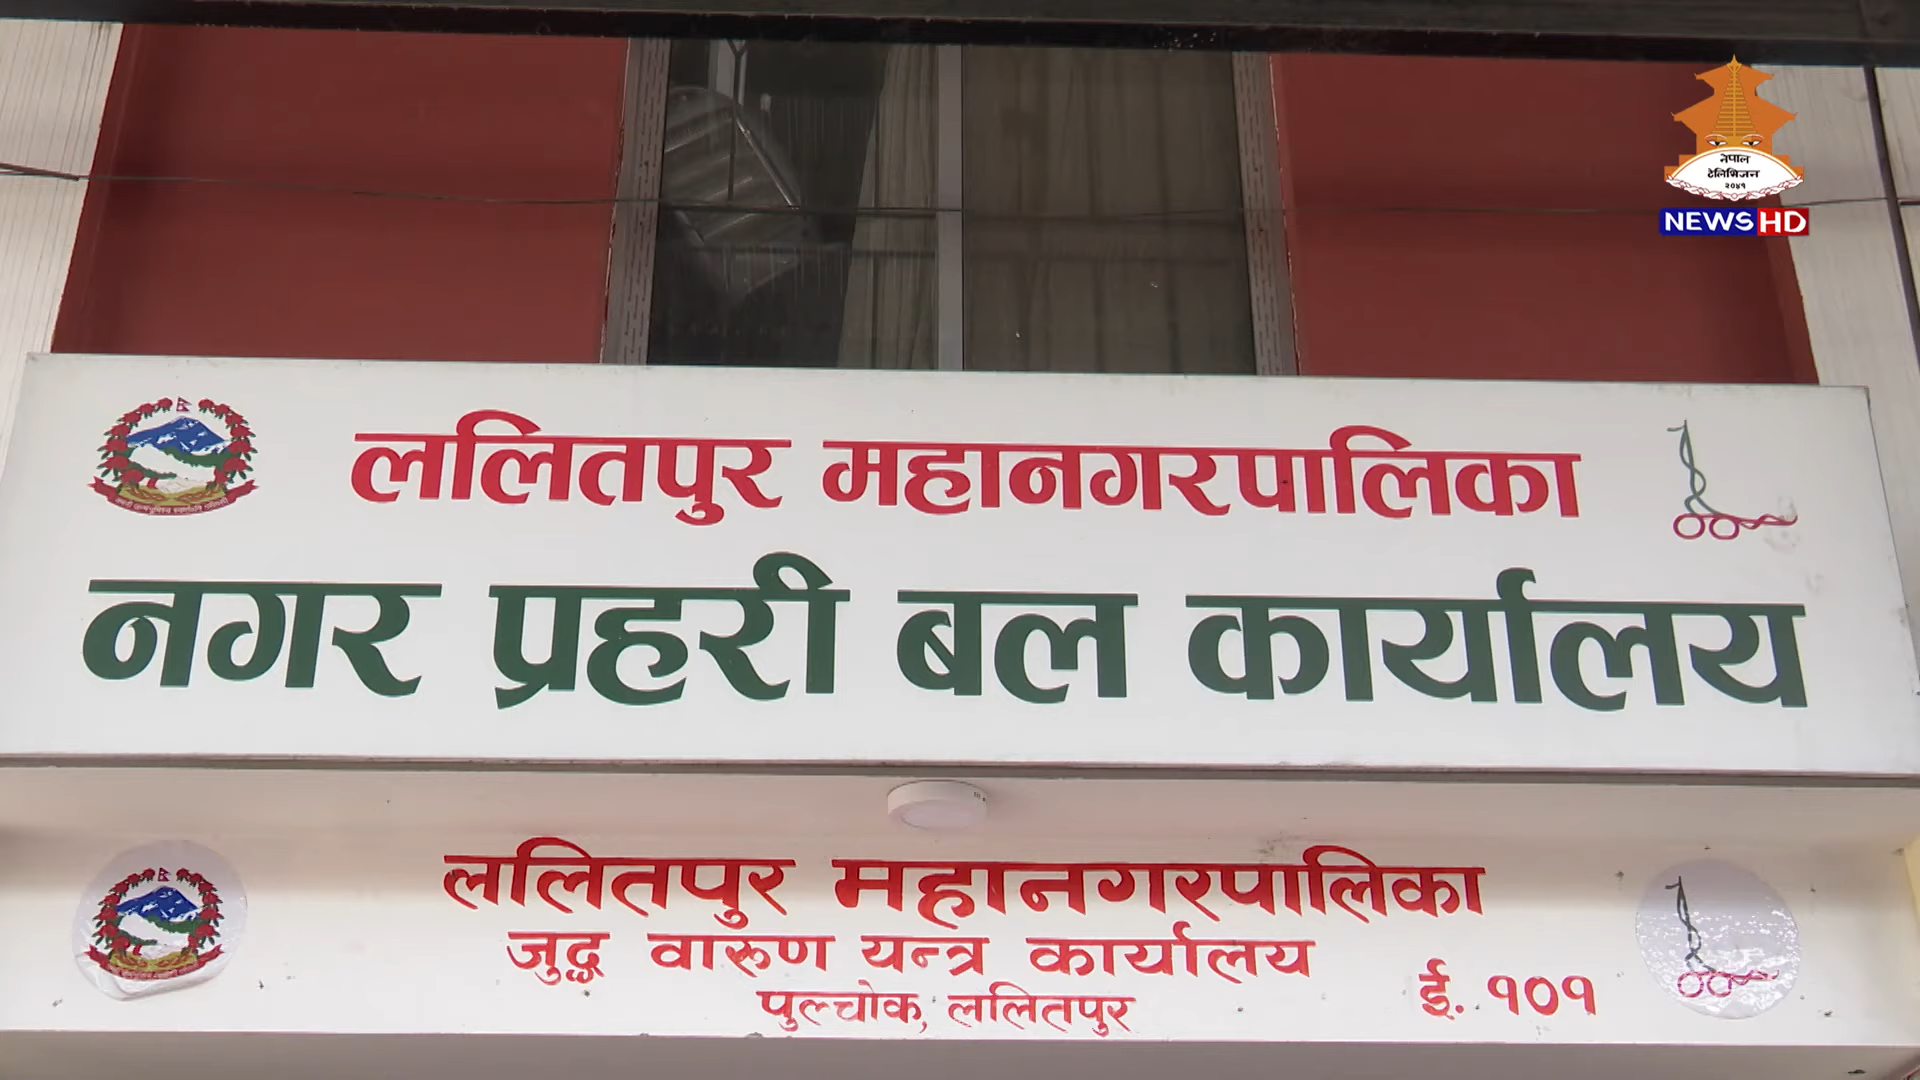 नेपाल
टेलिभिजन
२०४१
NEWS HD
ललितपुर महानगरपालिका
नगर प्रहरी बल कार्यालय
ललितपुर महानगरपालिका
जुद्ध वारुण यन्त्र कार्यालय
पुल्चोक, ललितपुर
ई. १०१